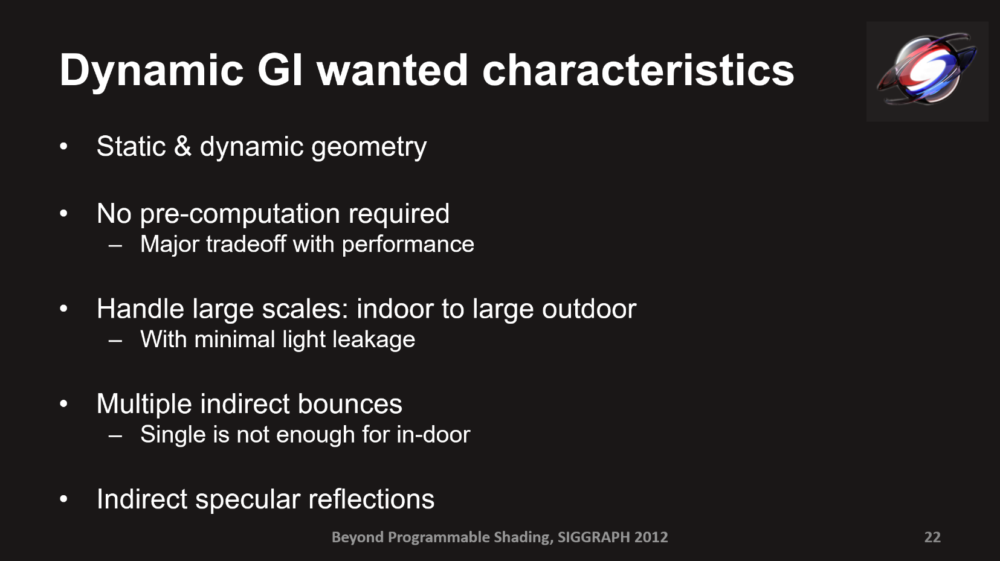 Dynamic GI wanted characteristics
• Static & dynamic geometry
• No pre-computation required
– Major tradeoff with performance
• Handle large scales: indoor to large outdoor
– With minimal light leakage
• Multiple indirect bounces
– Single is not enough for in-door
• Indirect specular reflections
Beyond Programmable Shading, SIGGRAPH 2012
22